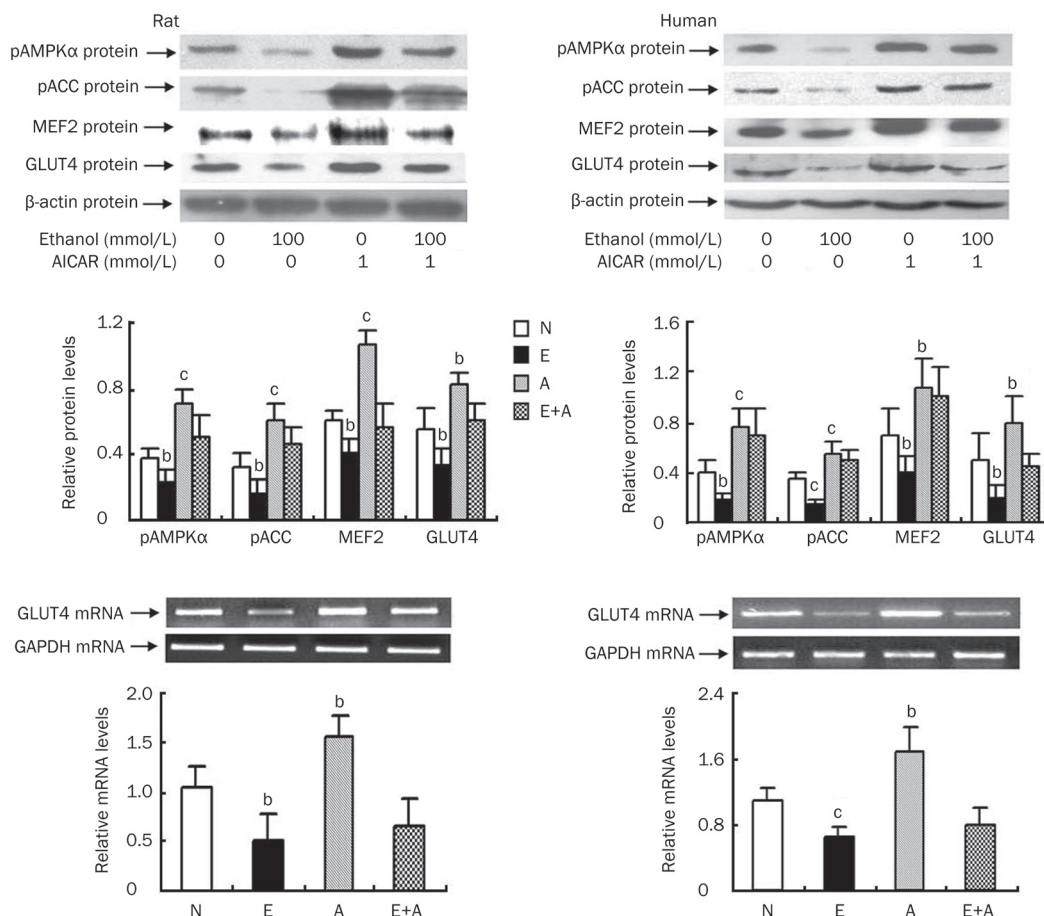 Rat
pAMPKα protein
pACC protein
MEF2 protein
GLUT4 protein
β-actin protein
Ethanol (mmol/L) 0 100 0 100
AICAR (mmol/L) 0 0 1 1
Human
pAMPKα protein
pACC protein
MEF2 protein
GLUT4 protein
β-actin protein
Ethanol (mmol/L) 0 100 0 100
AICAR (mmol/L) 0 0 1 1
Relative protein levels
1.2
0.8
0.4
0
b c b c b c b b
pAMPKα pACC MEF2 GLUT4
N
E
A
E+A
Relative protein levels
1.6
1.2
0.8
0.4
0
b c c c b b b b
pAMPKα pACC MEF2 GLUT4
GLUT4 mRNA
GAPDH mRNA
Relative mRNA levels
2.0
1.5
1.0
0.5
0
b b
N E A E+A
GLUT4 mRNA
GAPDH mRNA
Relative mRNA levels
2.4
1.6
0.8
0
c b
N E A E+A